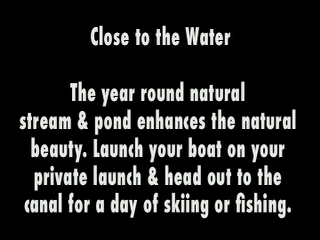 Close to the Water
The year round natural
stream & pond enhances the natural
beauty. Launch your boat on your
private launch & head out to the
canal for a day of skiing or fishing.